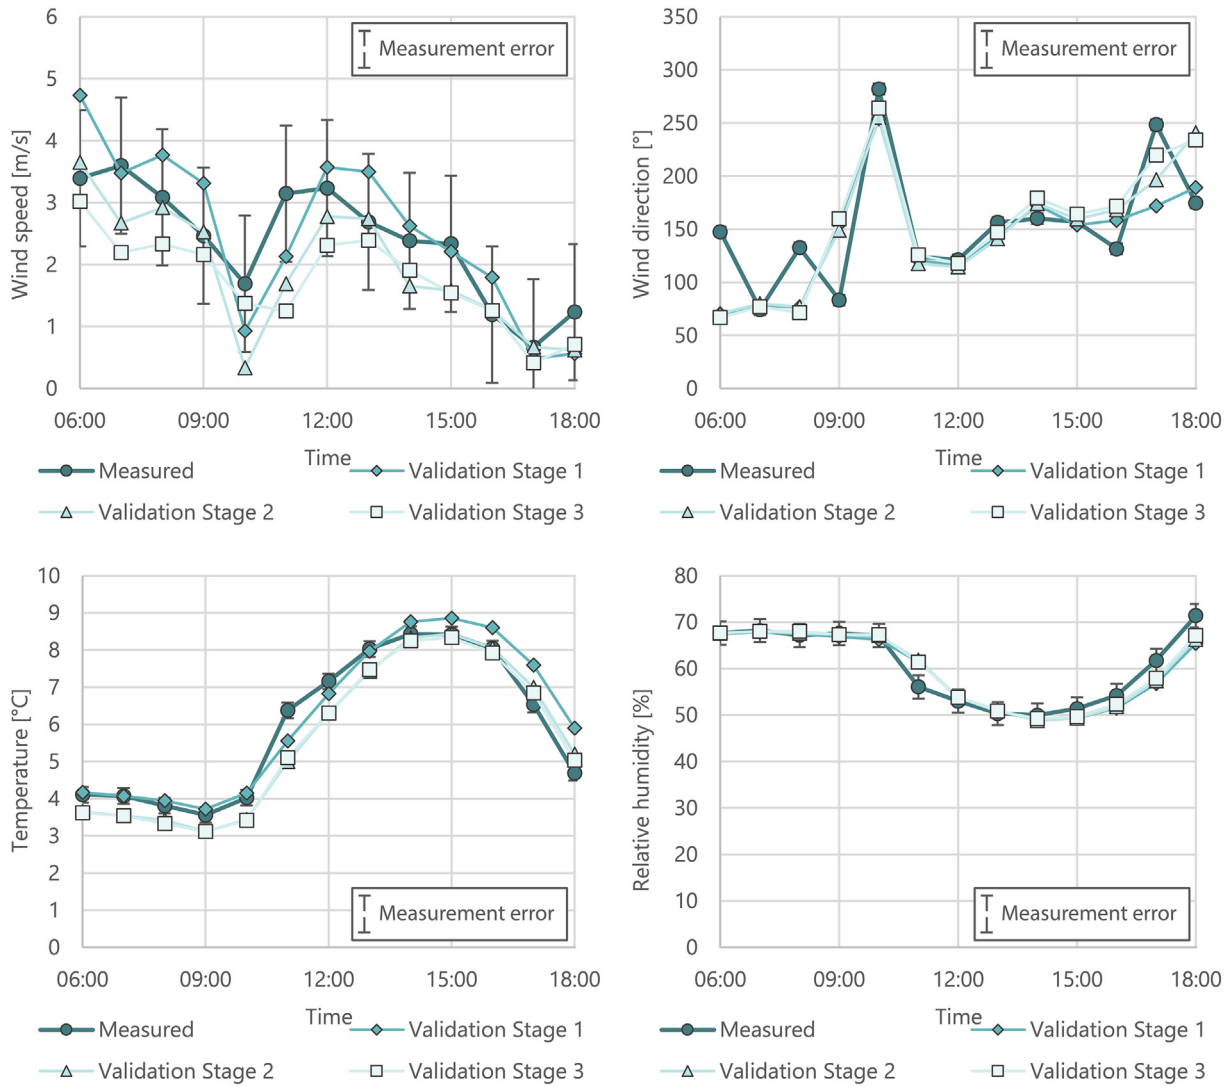 6
5
4
3
2
1
0
Wind speed [m/s]
Measurement error
06:00 09:00 12:00 15:00 18:00
Time
Measured Validation Stage 1
Validation Stage 2 Validation Stage 3
350
300
250
200
150
100
50
0
Wind direction [°]
Measurement error
06:00 09:00 12:00 15:00 18:00
Time
Measured Validation Stage 1
Validation Stage 2 Validation Stage 3
10
9
8
7
6
5
4
3
2
1
0
Temperature [°C]
Measurement error
06:00 09:00 12:00 15:00 18:00
Time
Measured Validation Stage 1
Validation Stage 2 Validation Stage 3
80
70
60
50
40
30
20
10
0
Relative humidity [%]
Measurement error
06:00 09:00 12:00 15:00 18:00
Time
Measured Validation Stage 1
Validation Stage 2 Validation Stage 3